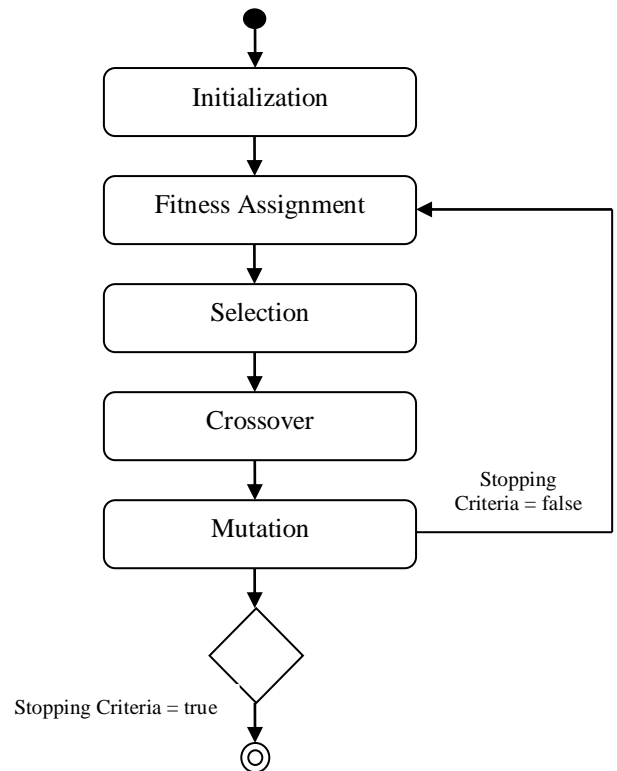 Initialization
Fitness Assignment
Selection
Crossover
Stopping
Criteria = false
Mutation
Stopping Criteria = true